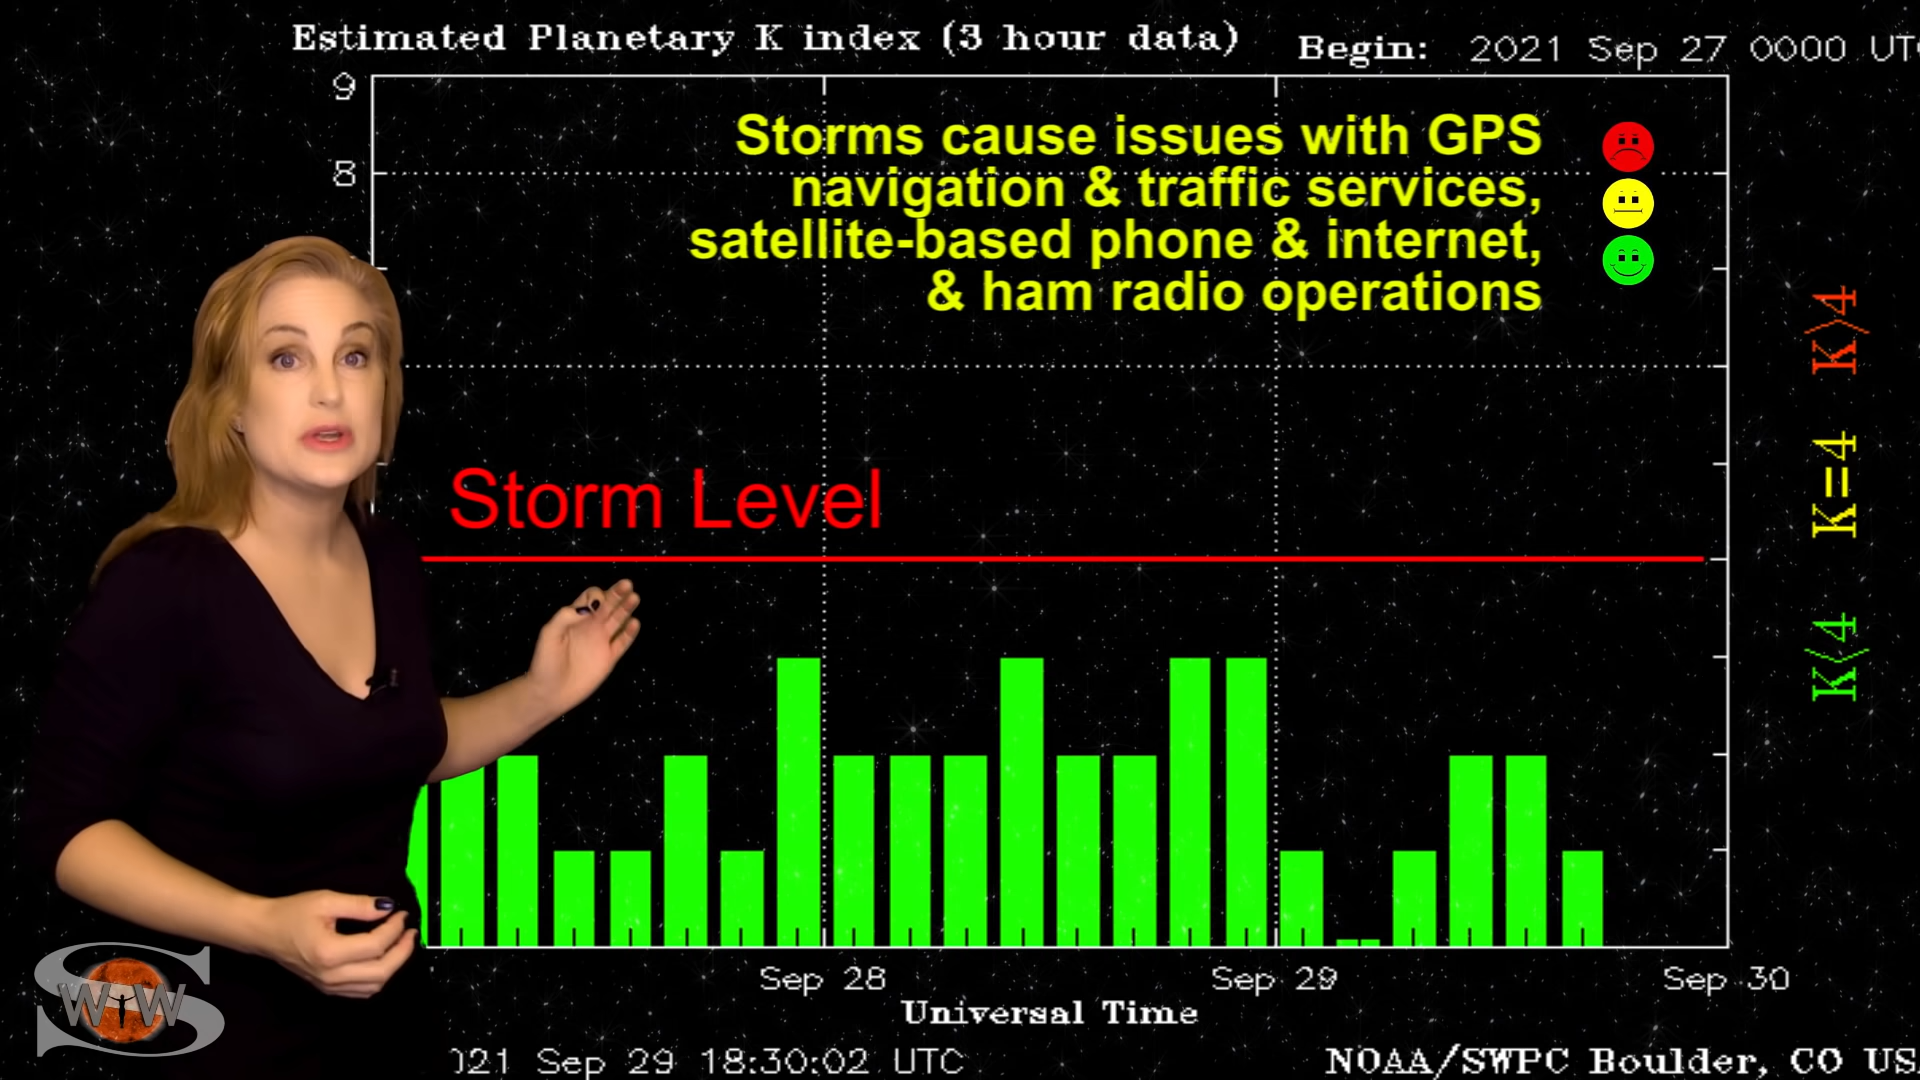 Estimated Planetary K index (3 hour data)
Begin: 2021 Sep 27 0000 UTC
9
8
Storms cause issues with GPS
navigation & traffic services,
satellite-based phone & internet,
& ham radio operations
Storm Level
K>4
K=4
K<4
Sep 28
Sep 29
Sep 30
Universal Time
021 Sep 29 18:30:02 UTC
NOAA/SWPC Boulder, CO US
S
WTW